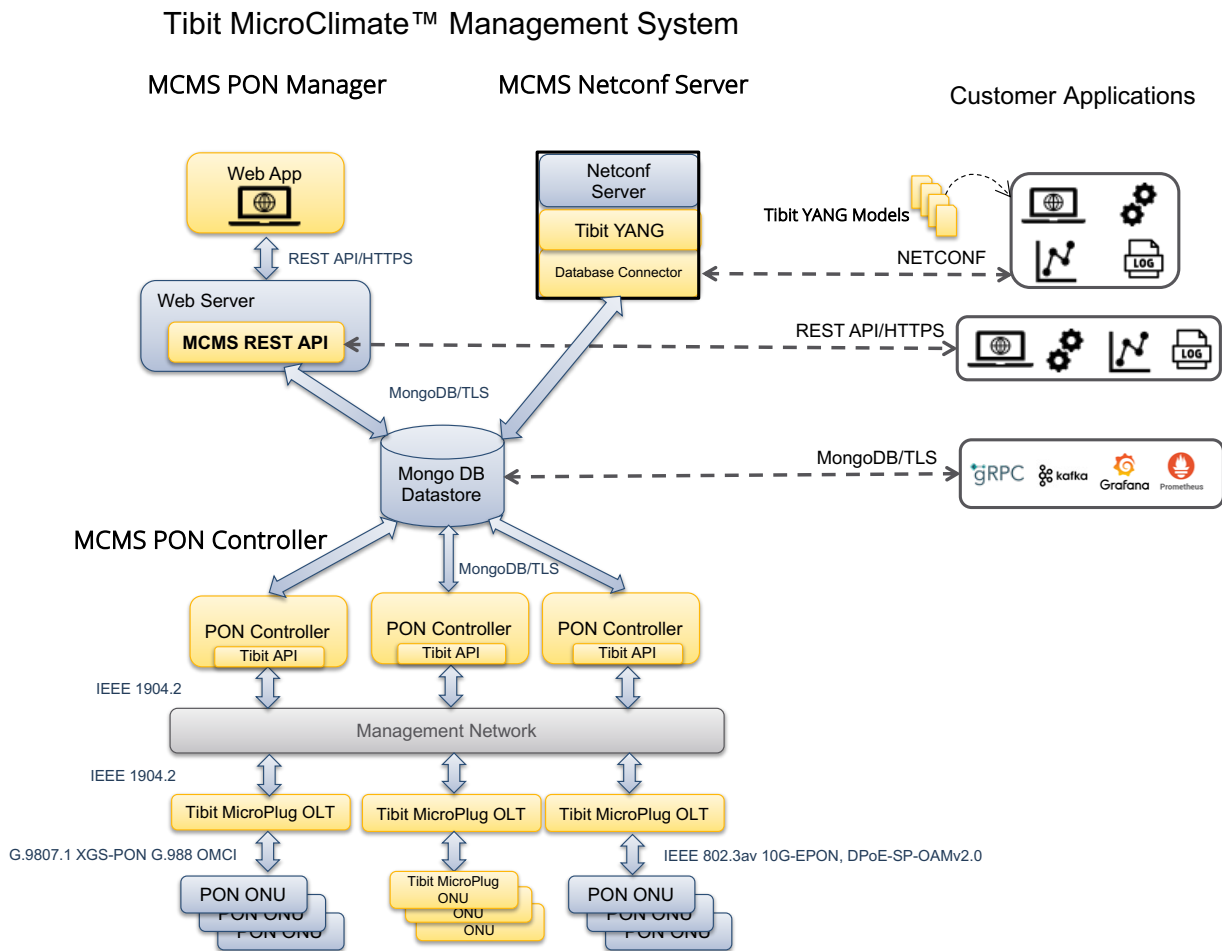 Tibit MicroClimate™ Management System
MCMS PON Manager
MCMS Netconf Server
Customer Applications
Web App
Netconf
Server
Tibit YANG
Database Connector
Tibit YANG Models
LOG
NETCONF
REST API/HTTPS
Web Server
MCMS REST API
REST API/HTTPS
LOG
MongoDB/TLS
Mongo DB
Datastore
MongoDB/TLS
gRPC
kafka
Grafana
Prometheus
MCMS PON Controller
MongoDB/TLS
PON Controller
Tibit API
PON Controller
Tibit API
PON Controller
Tibit API
IEEE 1904.2
Management Network
IEEE 1904.2
Tibit MicroPlug OLT
Tibit MicroPlug OLT
Tibit MicroPlug OLT
G.9807.1 XGS-PON G.988 OMCI
IEEE 802.3av 10G-EPON, DPoE-SP-OAMv2.0
PON ONU
PON ONU
PON ONU
Tibit MicroPlug
ONU
ONU
ONU
PON ONU
PON ONU
PON ONU